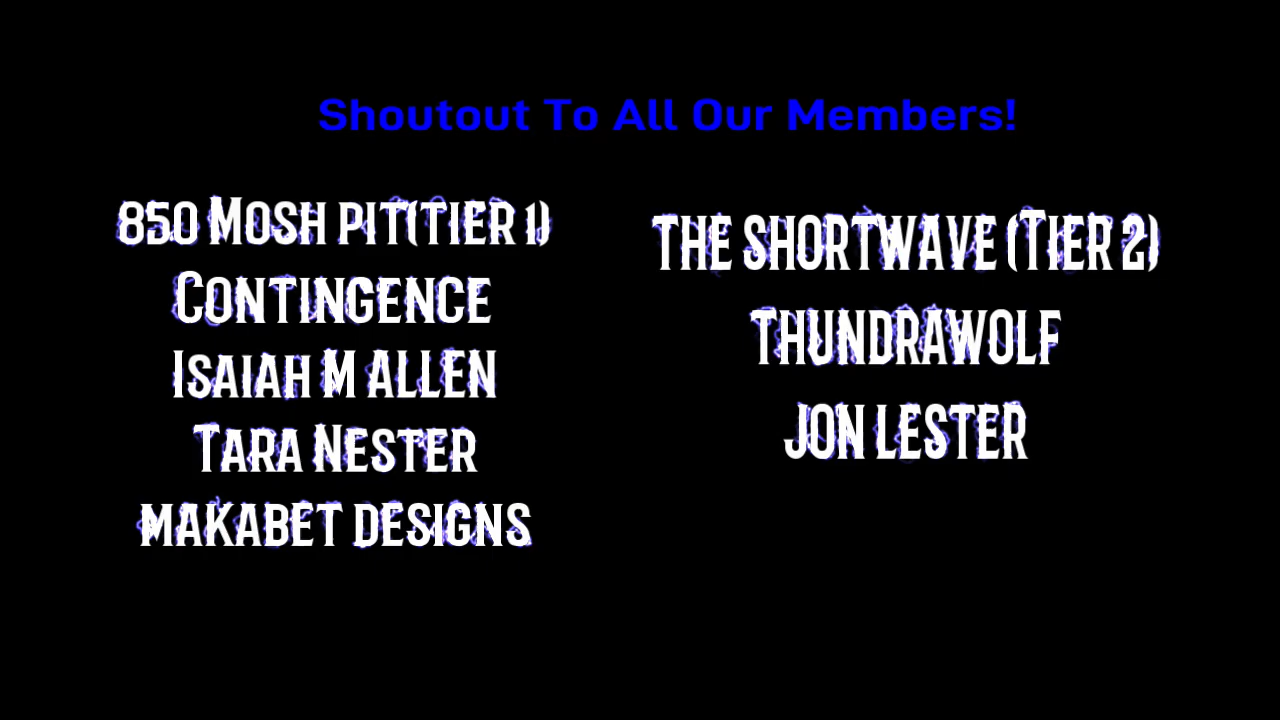 Shoutout To All Our Members!
850 Mosh pit(tier 1)
Contingence
Isaiah M Allen
Tara Nester
makabet designs
The Shortwave (Tier 2)
Thundrawolf
Jon Lester